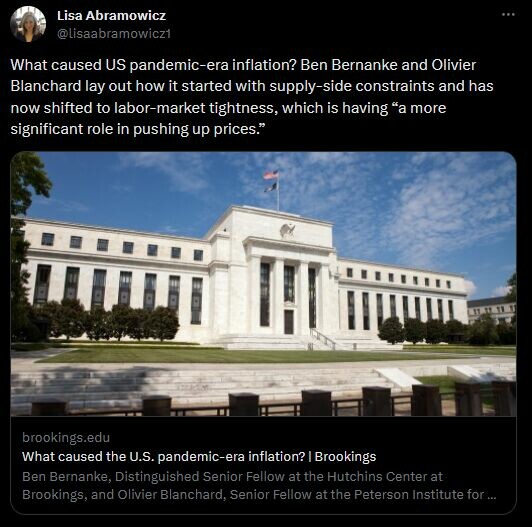 Lisa Abramowicz
@lisaabramowicz1
What caused US pandemic-era inflation? Ben Bernanke and Olivier
Blanchard lay out how it started with supply-side constraints and has
now shifted to labor-market tightness, which is having “a more
significant role in pushing up prices.”
brookings.edu
What caused the U.S. pandemic-era inflation? | Brookings
Ben Bernanke, Distinguished Senior Fellow at the Hutchins Center at
Brookings, and Olivier Blanchard, Senior Fellow at the Peterson Institute for ...